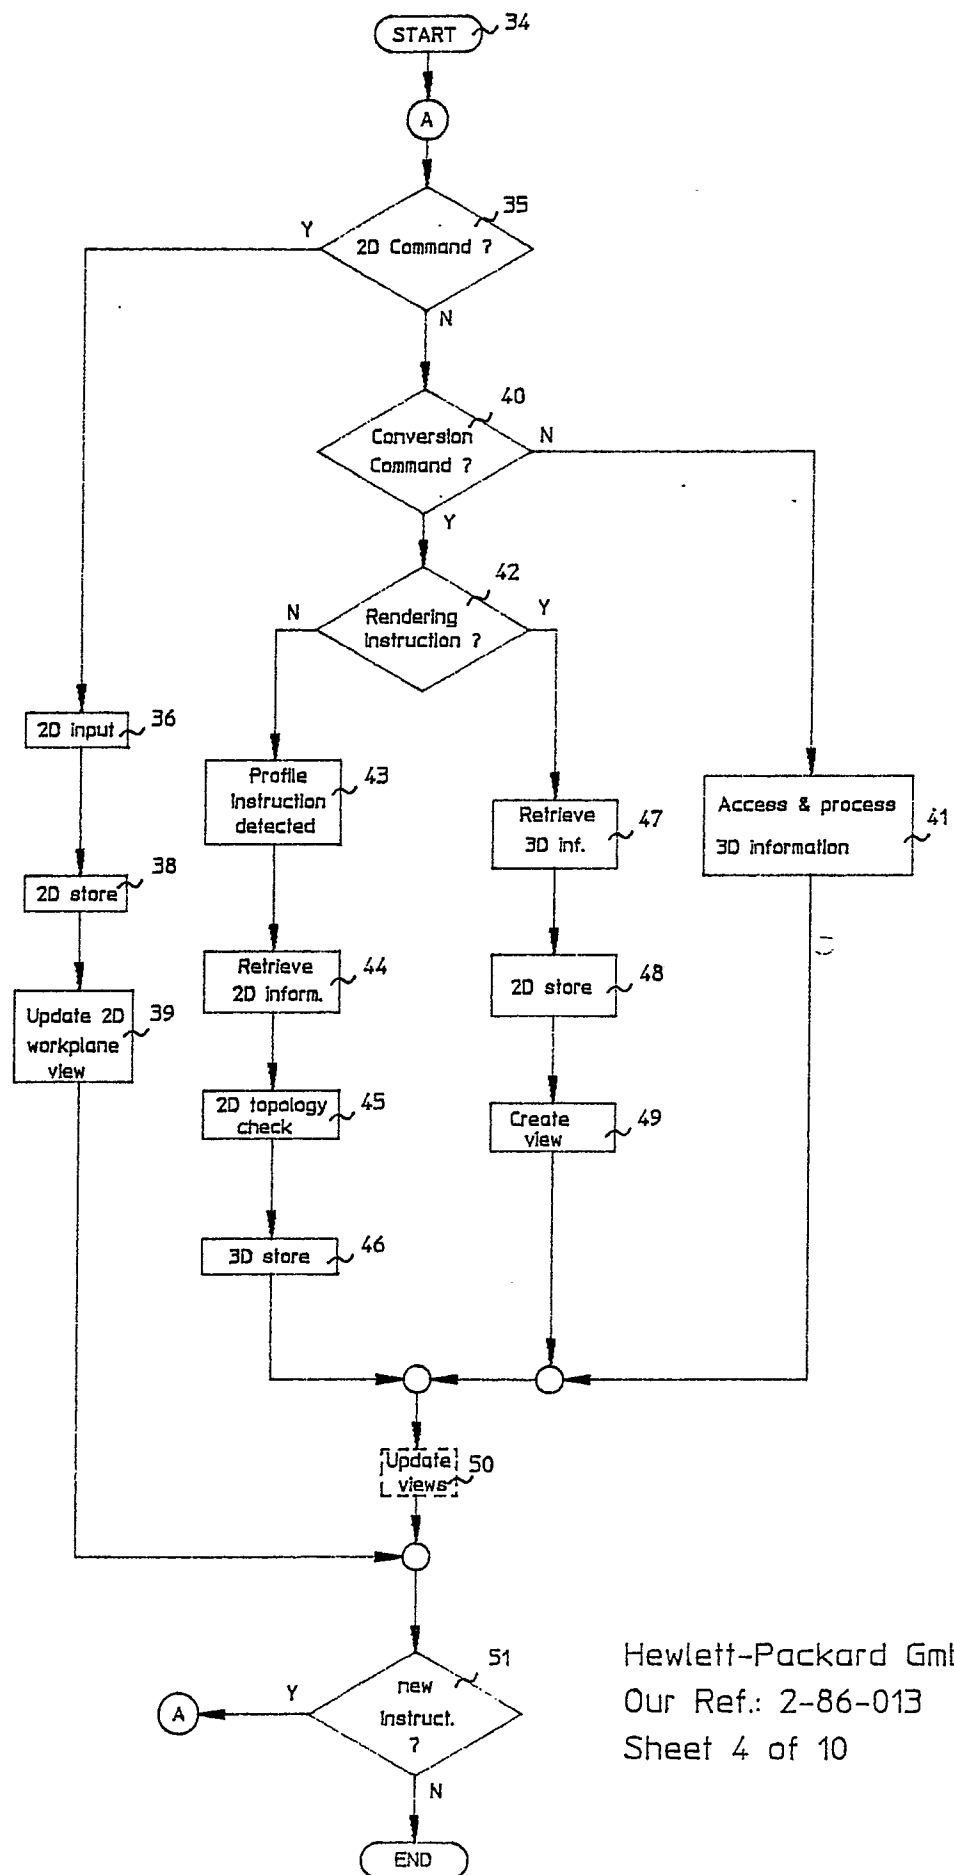 START 34
A
35
Y
2D Command ?
N
40
Conversion
Command ?
N
Y
42
Rendering
Instruction ?
N
Y
2D input 36
Profile
Instruction
detected
43
Retrieve
3D inf.
47
Access & process
3D information
41
2D store 38
Retrieve
2D inform.
44
2D store
48
Update 2D
workplane
view
39
2D topology
check
45
Create
view
49
3D store 46
Update
views
50
51
new
Instruct.
?
Y
A
N
END
Hewlett-Packard Gm
Our Ref.: 2-86-013
Sheet 4 of 10